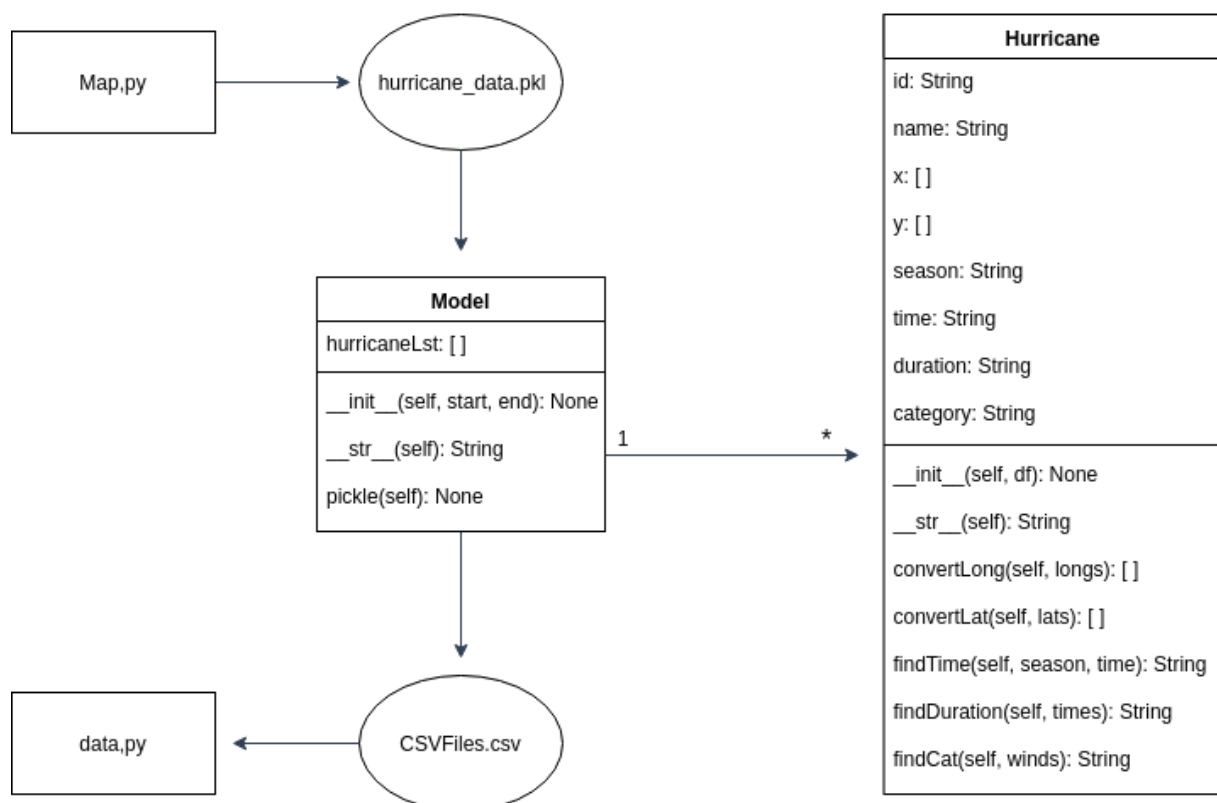 Map,py
hurricane_data.pkl
Model
hurricaneLst: [ ]
__init__(self, start, end): None
__str__(self): String
pickle(self): None
1
*
data,py
CSVFiles.csv
Hurricane
id: String
name: String
x: [ ]
y: [ ]
season: String
time: String
duration: String
category: String
__init__(self, df): None
__str__(self): String
convertLong(self, longs): [ ]
convertLat(self, lats): [ ]
findTime(self, season, time): String
findDuration(self, times): String
findCat(self, winds): String